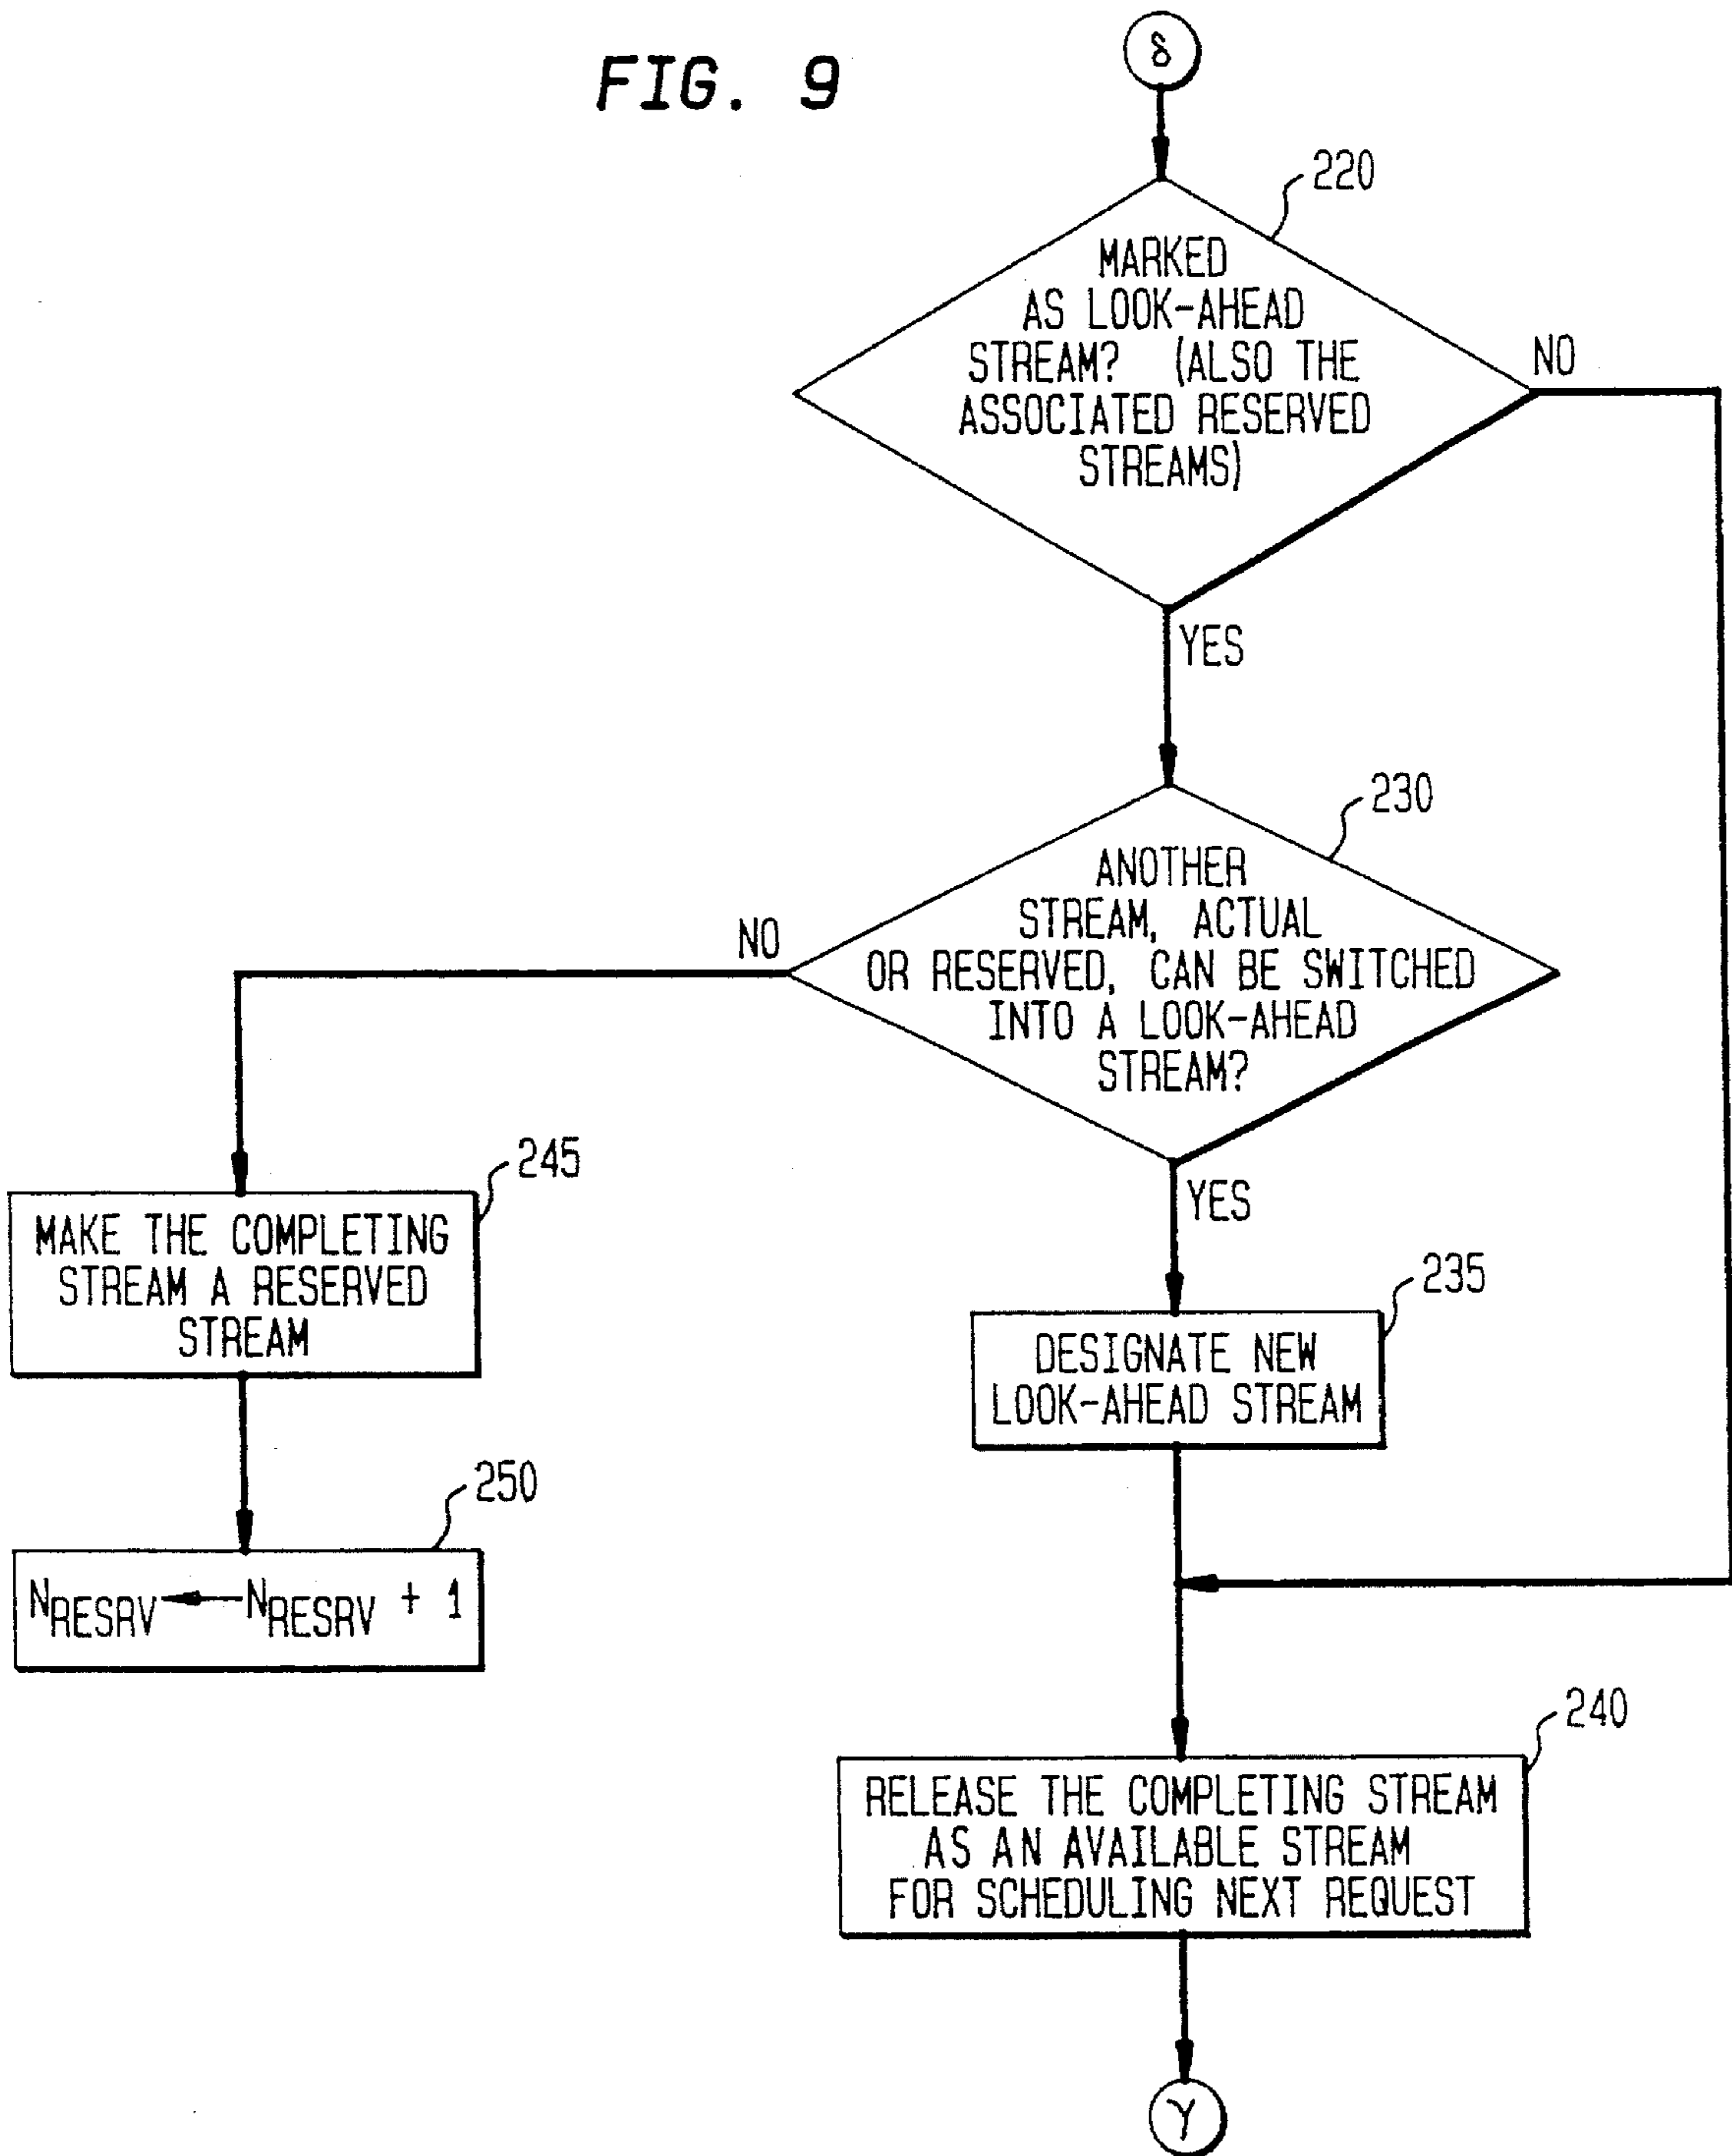 FIG. 9
δ
220
MARKED
AS LOOK-AHEAD
STREAM? (ALSO THE
ASSOCIATED RESERVED
STREAMS)
NO
YES
230
ANOTHER
STREAM, ACTUAL
OR RESERVED, CAN BE SWITCHED
INTO A LOOK-AHEAD
STREAM?
NO
YES
245
MAKE THE COMPLETING
STREAM A RESERVED
STREAM
235
DESIGNATE NEW
LOOK-AHEAD STREAM
250
N_RESRV ← N_RESRV + 1
240
RELEASE THE COMPLETING STREAM
AS AN AVAILABLE STREAM
FOR SCHEDULING NEXT REQUEST
γ